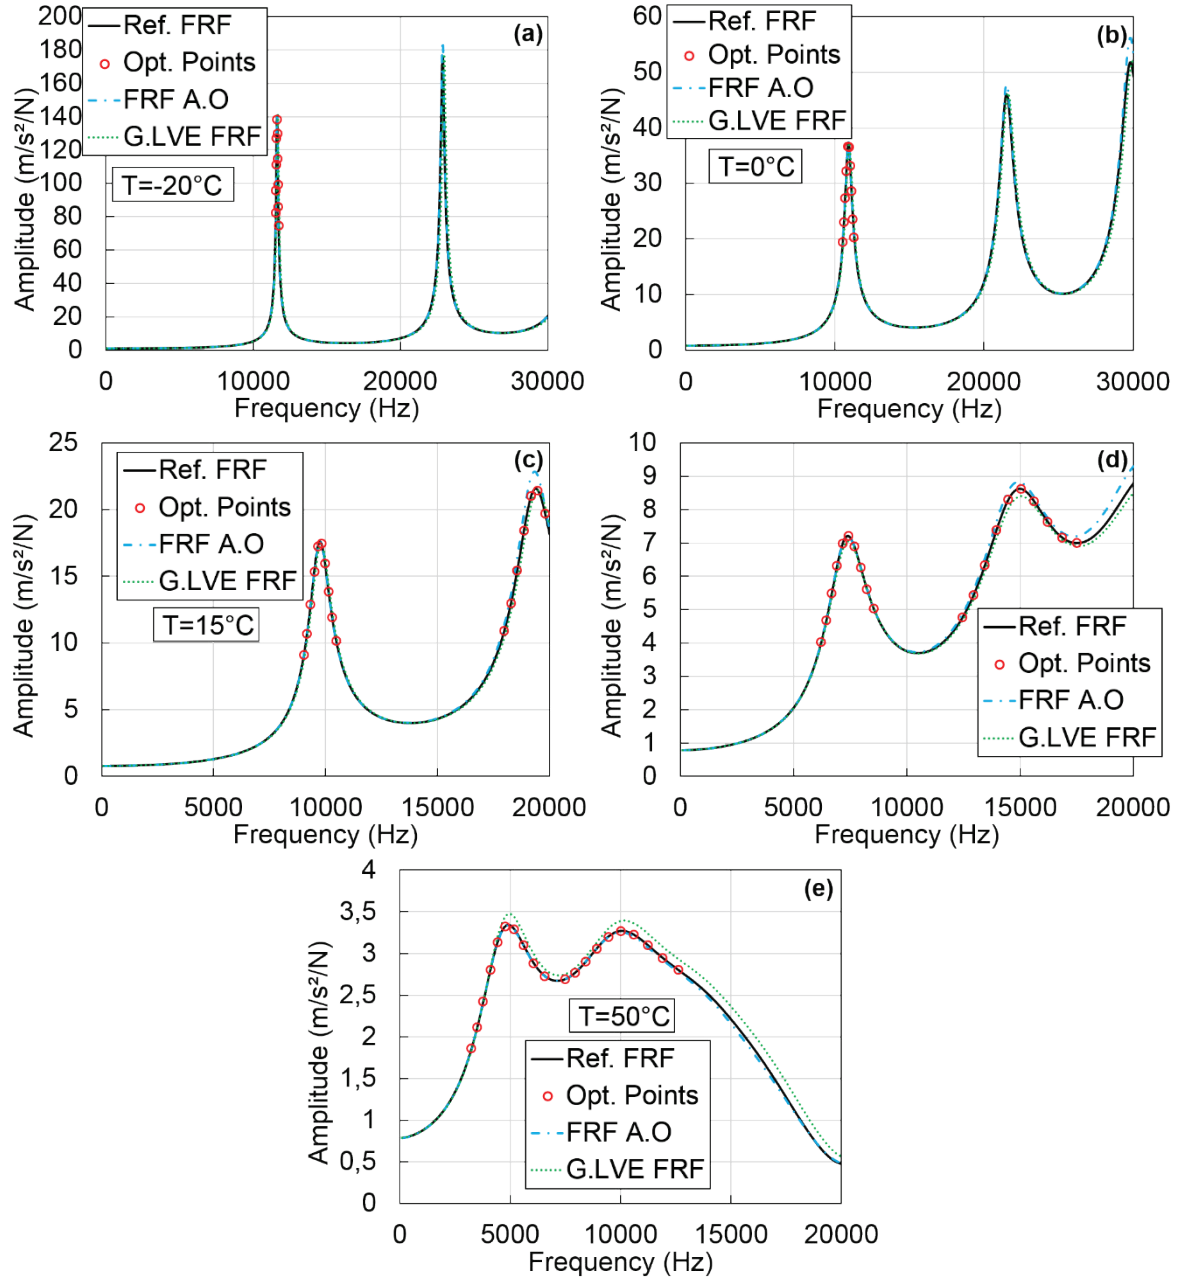 (a)
Ref. FRF
Opt. Points
FRF A.O
G.LVE FRF
T=-20°C
Amplitude (m/s²/N)
200
180
160
140
120
100
80
60
40
20
0
0 10000 20000 30000
Frequency (Hz)
(b)
Ref. FRF
Opt. Points
FRF A.O
G.LVE FRF
T=0°C
Amplitude (m/s²/N)
60
50
40
30
20
10
0
0 10000 20000 30000
Frequency (Hz)
(c)
Ref. FRF
Opt. Points
FRF A.O
G.LVE FRF
T=15°C
Amplitude (m/s²/N)
25
20
15
10
5
0
0 5000 10000 15000 20000
Frequency (Hz)
(d)
Ref. FRF
Opt. Points
FRF A.O
G.LVE FRF
Amplitude (m/s²/N)
10
9
8
7
6
5
4
3
2
1
0
0 5000 10000 15000 20000
Frequency (Hz)
(e)
T=50°C
Ref. FRF
Opt. Points
FRF A.O
G.LVE FRF
Amplitude (m/s²/N)
4
3,5
3
2,5
2
1,5
1
0,5
0
0 5000 10000 15000 20000
Frequency (Hz)